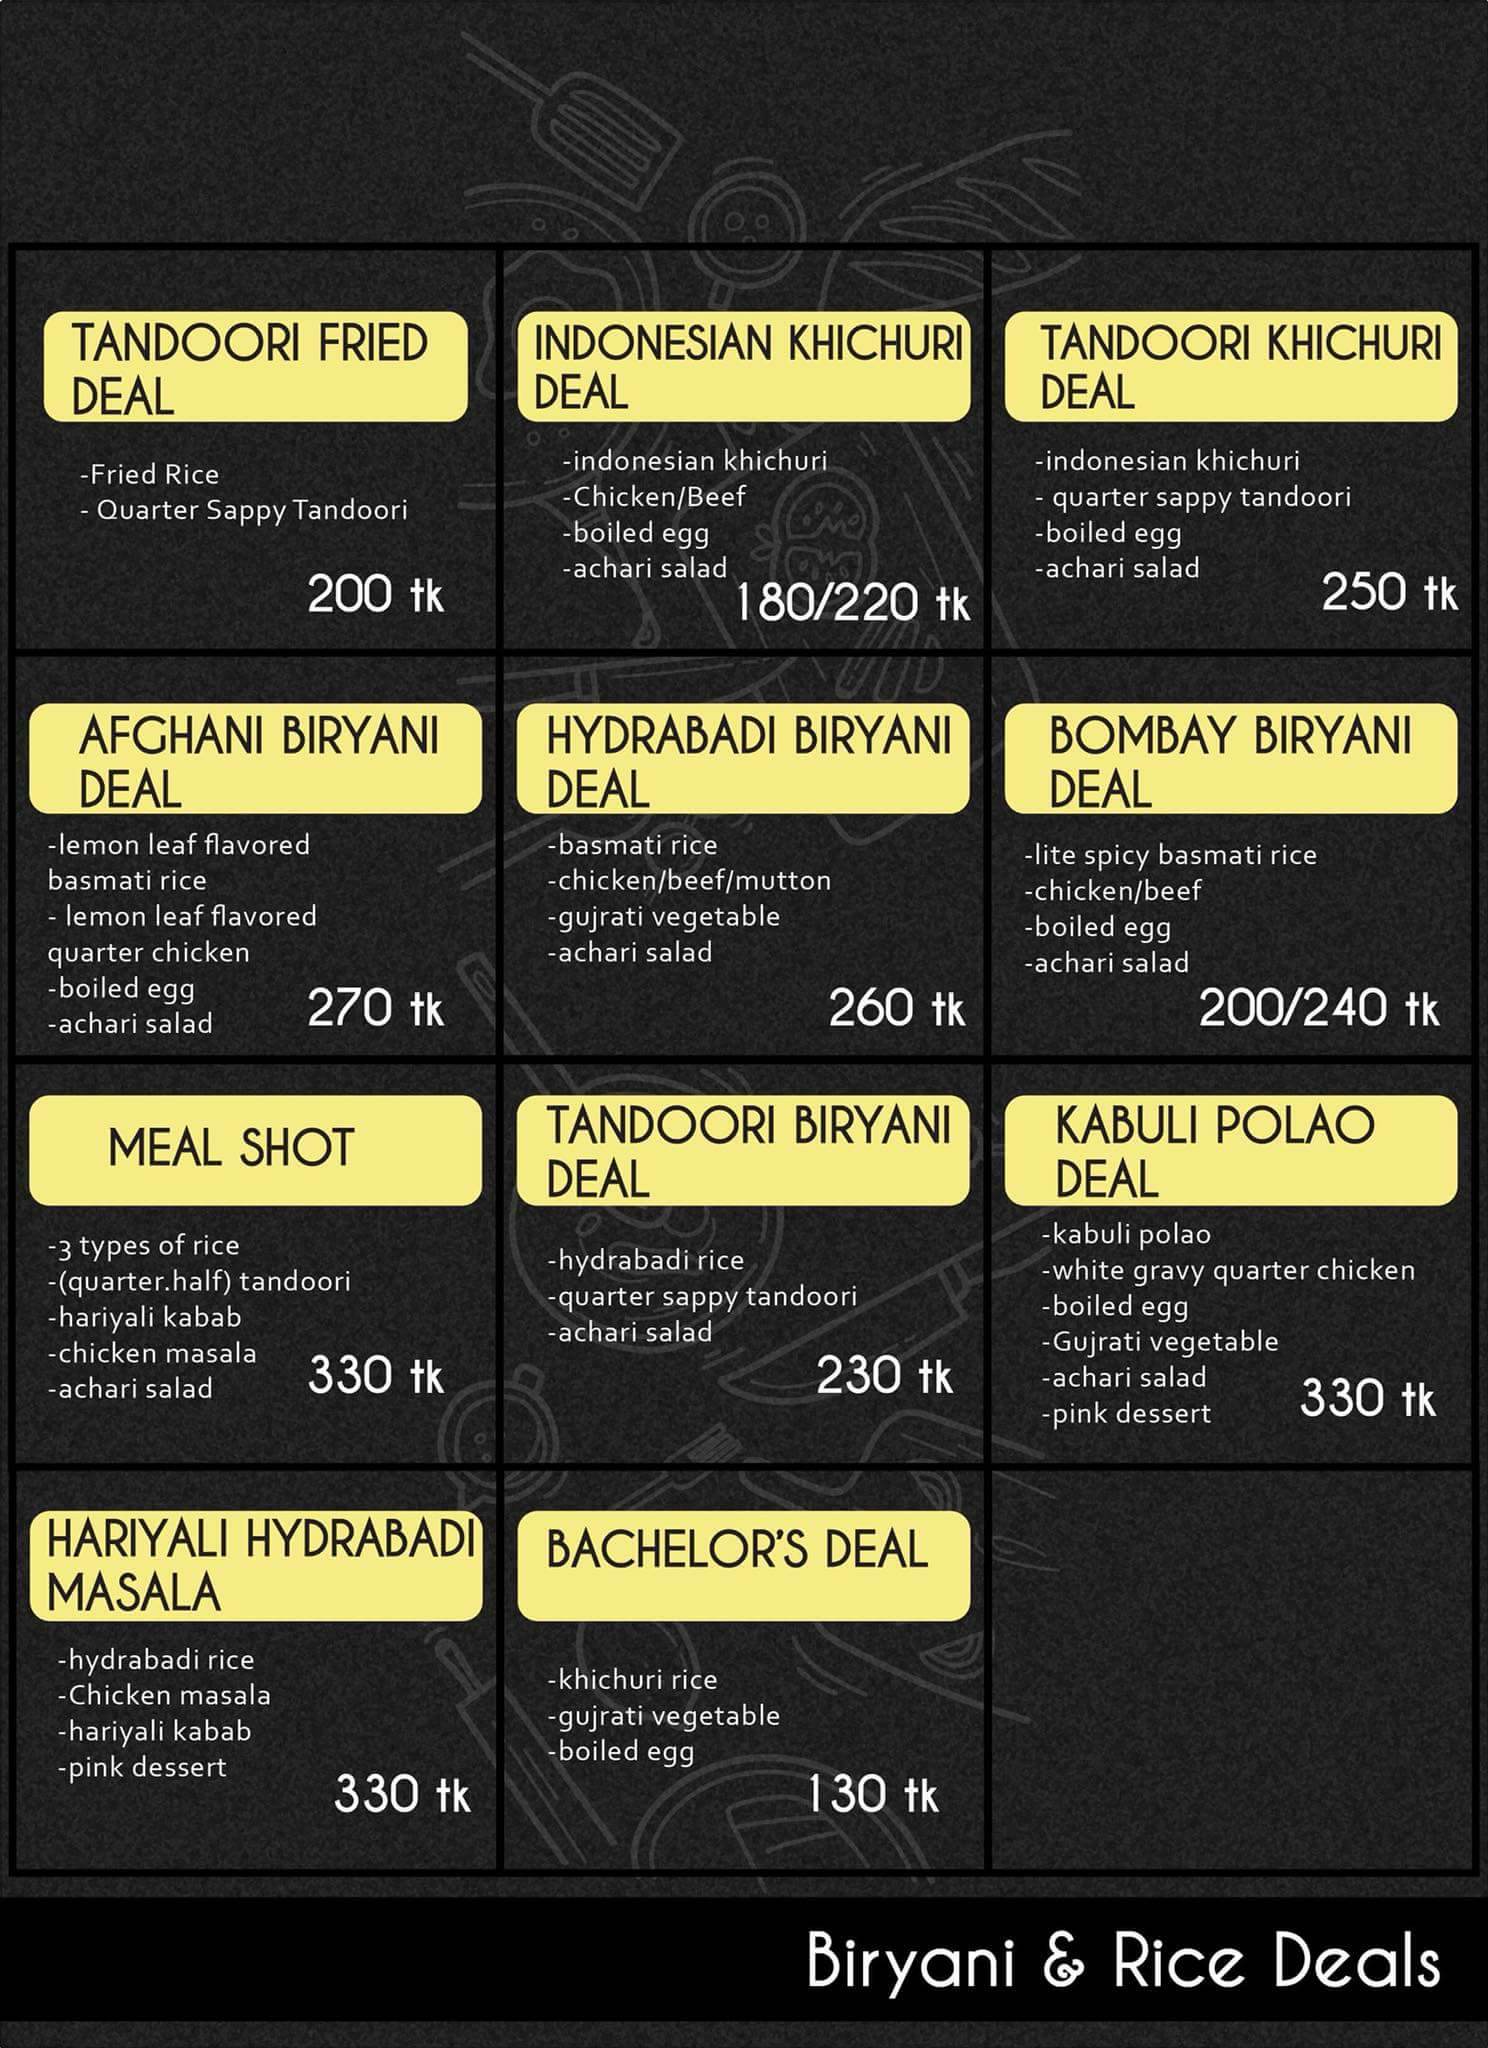 TANDOORI FRIED
DEAL
-Fried Rice
- Quarter Sappy Tandoori
200 tk
INDONESIAN KHICHURI
DEAL
-indonesian khichuri
-Chicken/Beef
-boiled egg
-achari salad
180/220 tk
TANDOORI KHICHURI
DEAL
-indonesian khichuri
- quarter sappy tandoori
-boiled egg
-achari salad
250 tk
AFGHANI BIRYANI
DEAL
-lemon leaf flavored
basmati rice
- lemon leaf flavored
quarter chicken
-boiled egg
-achari salad
270 tk
HYDRABADI BIRYANI
DEAL
-basmati rice
-chicken/beef/mutton
-gujrati vegetable
-achari salad
260 tk
BOMBAY BIRYANI
DEAL
-lite spicy basmati rice
-chicken/beef
-boiled egg
-achari salad
200/240 tk
MEAL SHOT
-3 types of rice
-(quarter.half) tandoori
-hariyali kabab
-chicken masala
-achari salad
330 tk
TANDOORI BIRYANI
DEAL
-hydrabadi rice
-quarter sappy tandoori
-achari salad
230 tk
KABULI POLAO
DEAL
-kabuli polao
-white gravy quarter chicken
-boiled egg
-Gujrati vegetable
-achari salad
-pink dessert
330 tk
HARIYALI HYDRABADI
MASALA
-hydrabadi rice
-Chicken masala
-hariyali kabab
-pink dessert
330 tk
BACHELOR'S DEAL
-khichuri rice
-gujrati vegetable
-boiled egg
130 tk
Biryani & Rice Deals